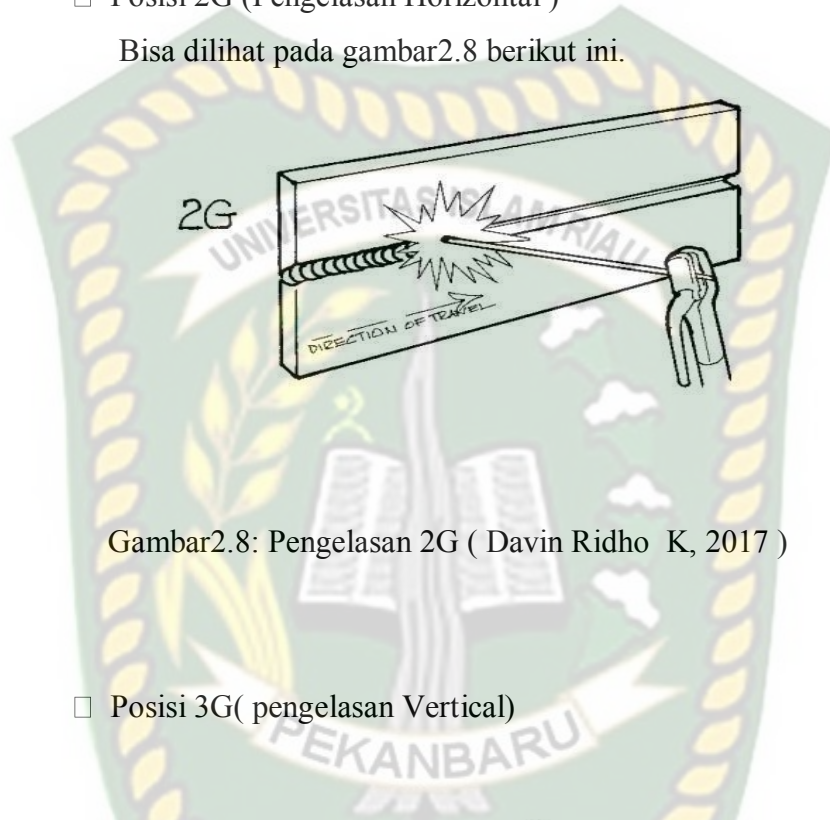 □ Posisi 2G (Pengelasan Horizontal )
Bisa dilihat pada gambar2.8 berikut ini.
2G
UNIVERSITAS ISLAM RIAU
DIRECTION OF TRAVEL
Gambar2.8: Pengelasan 2G ( Davin Ridho K, 2017 )
□ Posisi 3G( pengelasan Vertical)
PEKANBARU